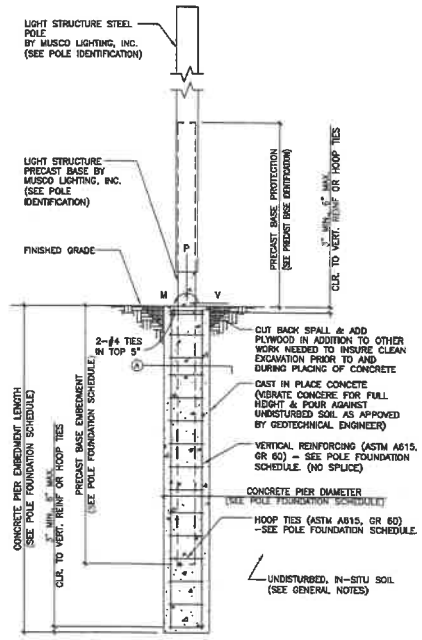 LIGHT STRUCTURE STEEL
POLE
BY MUSCO LIGHTING, INC.
(SEE POLE IDENTIFICATION)
LIGHT STRUCTURE
PRECAST BASE BY
MUSCO LIGHTING, INC.
(SEE POLE
IDENTIFICATION)
PRECAST BASE PROTECTION
(SEE PRECAST BASE IDENTIFICATION)
3" MIN, 6" MAX
CLR. TO VERT. REINF OR HOOP TIES
FINISHED GRADE
P
M
V
2-#4 TIES
IN TOP 5"
A
CUT BACK SPALL & ADD
PLYWOOD IN ADDITION TO OTHER
WORK NEEDED TO INSURE CLEAN
EXCAVATION PRIOR TO AND
DURING PLACING OF CONCRETE
CAST IN PLACE CONCETE
(VIBRATE CONCERE FOR FULL
HEIGHT & POUR AGAINST
UNDISTURBED SOIL AS APPOVED
BY GEOTECHNICAL ENGINEER)
VERTICAL REINFORCING (ASTM A615,
GR 60) - SEE POLE FOUNDATION
SCHEDULE. (NO SPLICE)
CONCRETE PIER DIAMETER
(SEE POLE FOUNDATION SCHEDULE)
HOOP TIES (ASTM A615, GR 60)
-SEE POLE FOUNDATION SCHEDULE.
UNDISTURBED, IN-SITU SOIL
(SEE GENERAL NOTES)
CONCRETE PIER EMBEDMENT LENGTH
(SEE POLE FOUNDATION SCHEDULE)
3" MIN, 6" MAX
CLR. TO VERT. REINF OR HOOP TIES
PRECAST BASE EMBEDMENT
(SEE POLE FOUNDATION SCHEDULE)